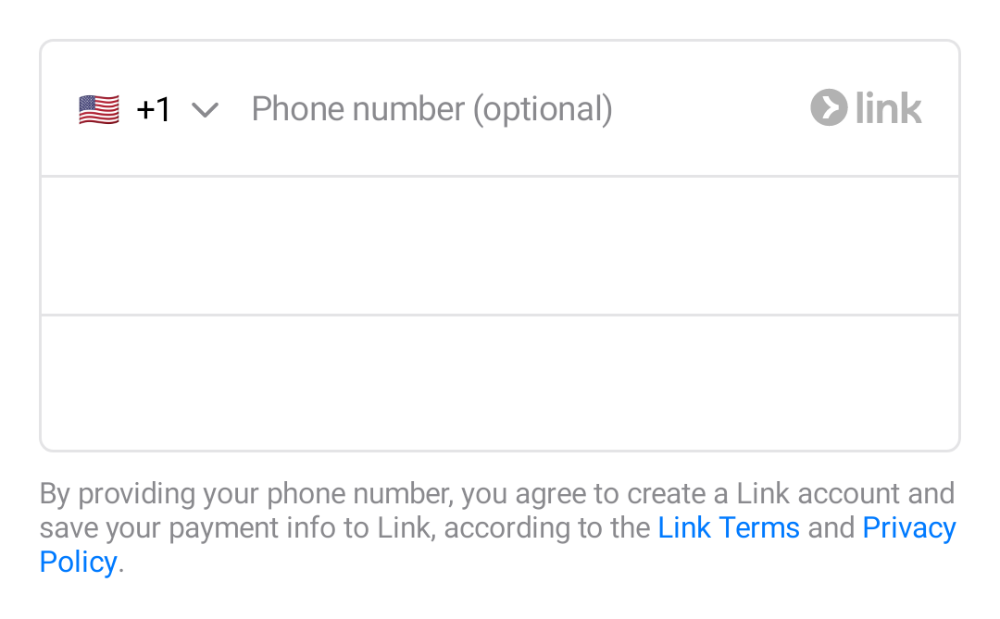 +1 Phone number (optional) link
By providing your phone number, you agree to create a Link account and
save your payment info to Link, according to the Link Terms and Privacy
Policy.